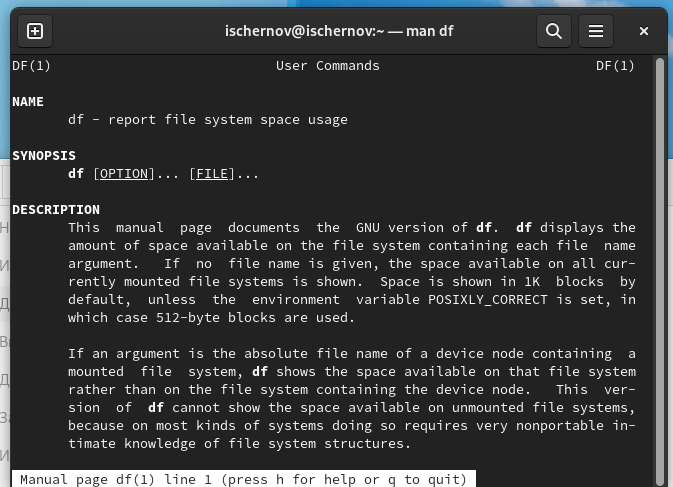 ischernov@ischernov:~ — man df
DF(1) User Commands DF(1)
NAME
df - report file system space usage
SYNOPSIS
df [OPTION]... [FILE]...
DESCRIPTION
This manual page documents the GNU version of df. df displays the
amount of space available on the file system containing each file name
argument. If no file name is given, the space available on all cur-
rently mounted file systems is shown. Space is shown in 1K blocks by
default, unless the environment variable POSIXLY_CORRECT is set, in
which case 512-byte blocks are used.
If an argument is the absolute file name of a device node containing a
mounted file system, df shows the space available on that file system
rather than on the file system containing the device node. This ver-
sion of df cannot show the space available on unmounted file systems,
because on most kinds of systems doing so requires very nonportable in-
timate knowledge of file system structures.
Manual page df(1) line 1 (press h for help or q to quit)